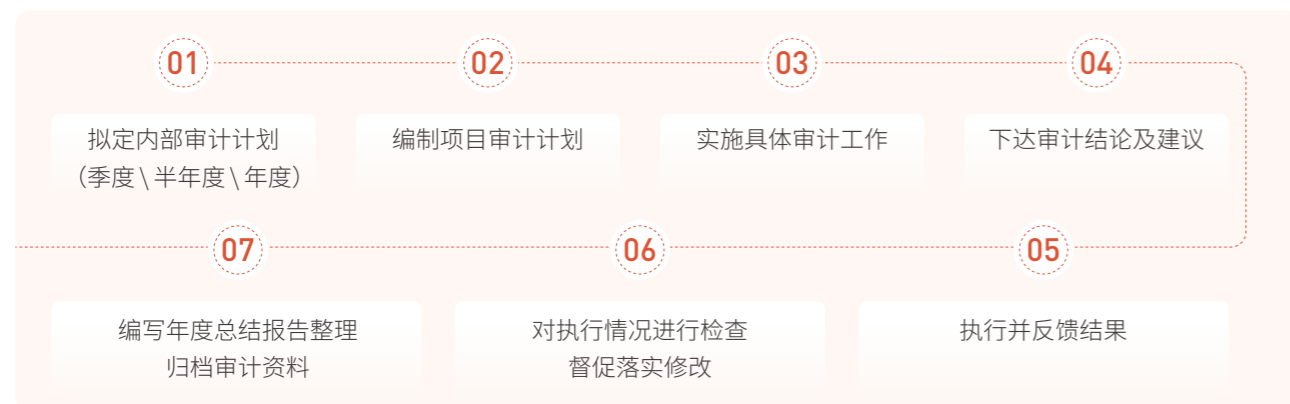 01
02
03
04
拟定内部审计计划
（季度\半年度\年度）
编制项目审计计划
实施具体审计工作
下达审计结论及建议
07
06
05
编写年度总结报告整理
归档审计资料
对执行情况进行检查
督促落实修改
执行并反馈结果